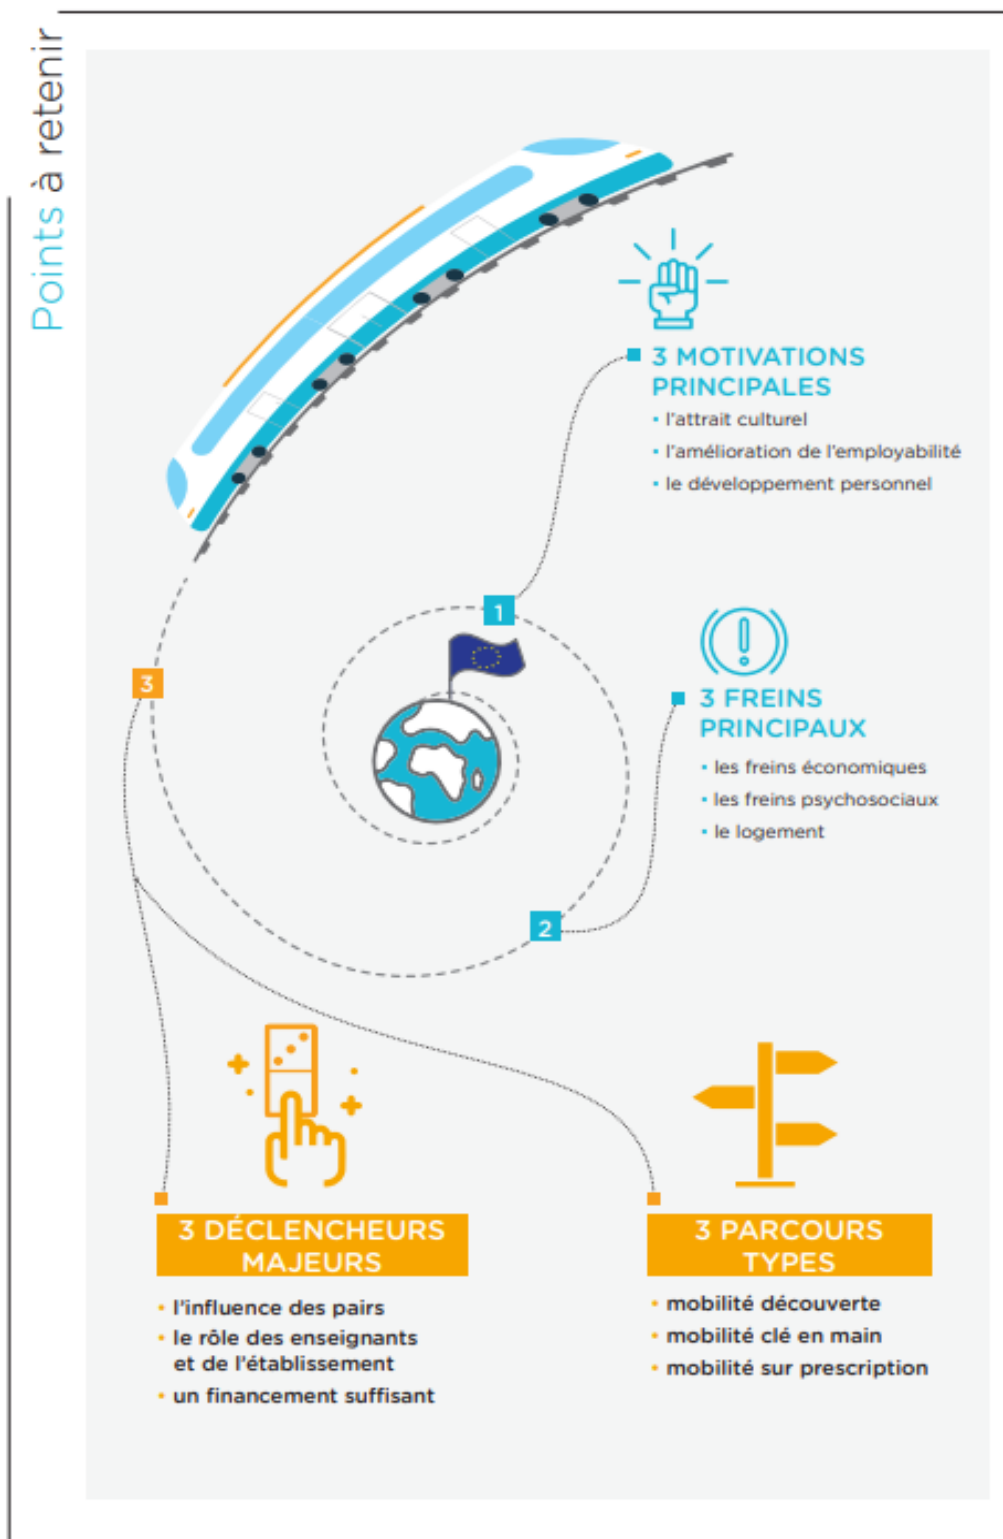 Points à retenir
3 MOTIVATIONS
PRINCIPALES
• l'attrait culturel
• l'amélioration de l'employabilité
• le développement personnel
1
3
3 FREINS
PRINCIPAUX
• les freins économiques
• les freins psychosociaux
• le logement
2
3 DÉCLENCHEURS
MAJEURS
• l'influence des pairs
• le rôle des enseignants
et de l'établissement
• un financement suffisant
3 PARCOURS
TYPES
• mobilité découverte
• mobilité clé en main
• mobilité sur prescription